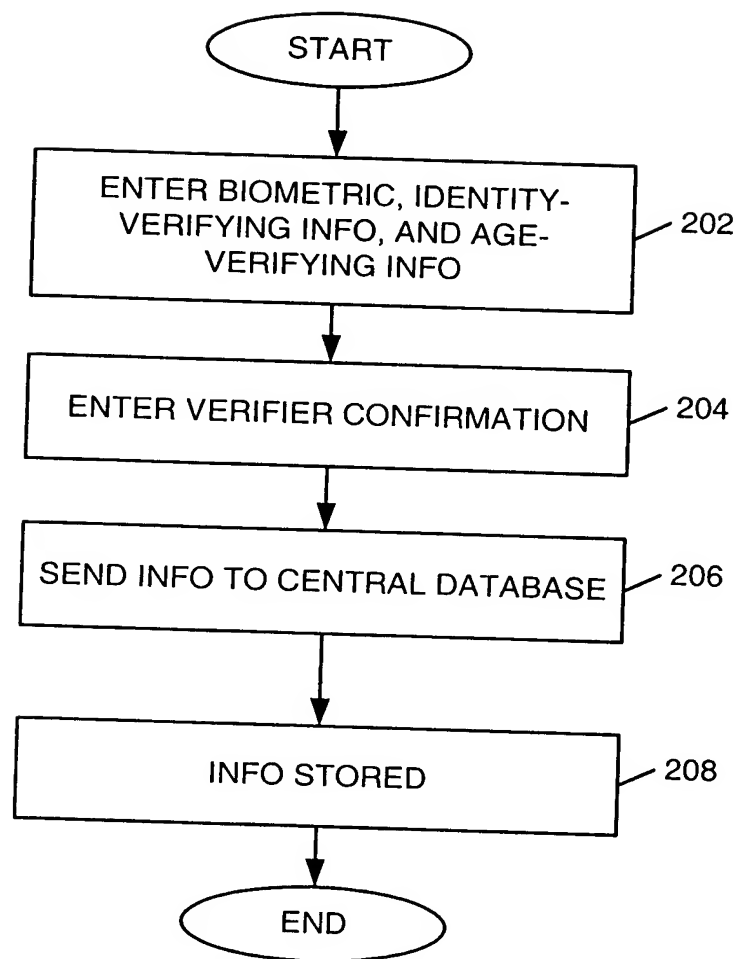 START
ENTER BIOMETRIC, IDENTITY-
VERIFYING INFO, AND AGE-
VERIFYING INFO
202
ENTER VERIFIER CONFIRMATION
204
SEND INFO TO CENTRAL DATABASE
206
INFO STORED
208
END